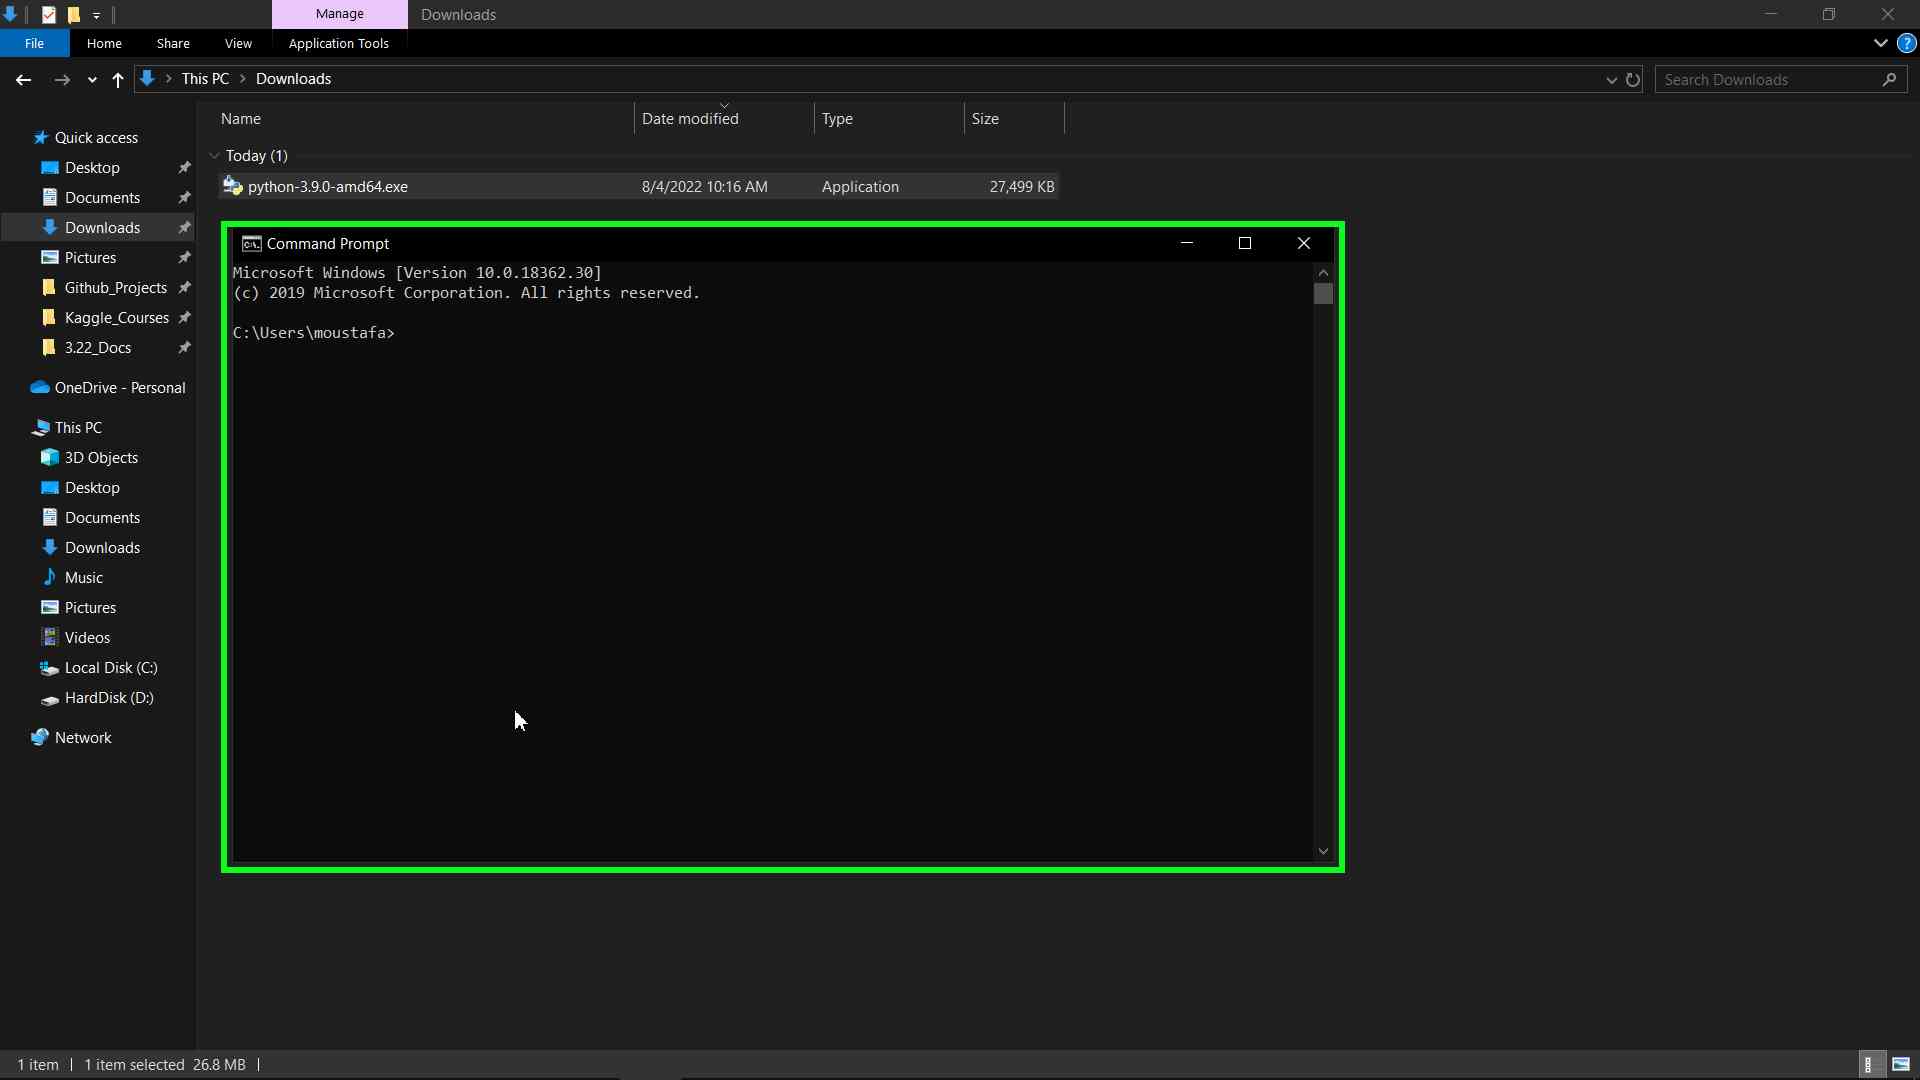 Manage
Downloads
File
Home
Share
View
Application Tools
This PC
Downloads
Search Downloads
Name
Date modified
Type
Size
Quick access
Desktop
Documents
Downloads
Pictures
Github_Projects
Kaggle_Courses
3.22_Docs
OneDrive - Personal
This PC
3D Objects
Desktop
Documents
Downloads
Music
Pictures
Videos
Local Disk (C:)
HardDisk (D:)
Network
Today (1)
python-3.9.0-amd64.exe 8/4/2022 10:16 AM Application 27,499 KB
C:\. Command Prompt
Microsoft Windows [Version 10.0.18362.30]
(c) 2019 Microsoft Corporation. All rights reserved.
C:\Users\moustafa>
1 item
1 item selected 26.8 MB